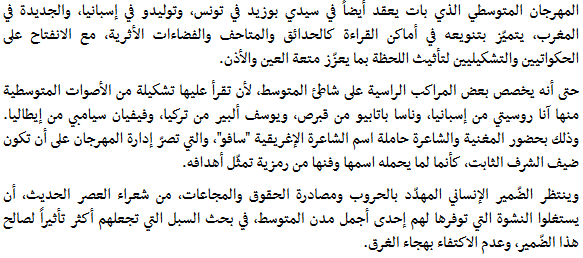 المهرجان المتوسطي الذي بات يعقد أيضاً في سيدي بوزيد في تونس، وتوليدو في إسبانيا، والجديدة في
المغرب، يتميّز بتنويعه في أماكن القراءة كالحدائق والمتاحف والفضاءات الأثرية، مع الانفتاح على
الحكواتيين والتشكيليين لتأثيث اللحظة بما يعزّز متعة العين والأذن.
حتى أنه يخصص بعض المراكب الراسية على شاطئ المتوسط، لأن تقرأ عليها تشكيلة من الأصوات المتوسطية
منها آنا روسيتي من إسبانيا، وناسا باتابيو من قبرص، ويوسف ألبير من تركيا، وفيفيان سيامبي من إيطاليا.
وذلك بحضور المغنية والشاعرة حاملة اسم الشاعرة الإغريقية "سافو"، والتي تصرّ إدارة المهرجان على أن تكون
ضيف الشرف الثابت، كأنما لما يحمله اسمها وفنها من رمزية تمثّل أهدافه.
وينتظر الضّمير الإنساني المهدّد بالحروب ومصادرة الحقوق والمجاعات، من شعراء العصر الحديث، أن
يستغلوا النشوة التي توفرها لهم إحدى أجمل مدن المتوسط، في بحث السبل التي تجعلهم أكثر تأثيراً لصالح
هذا الضّمير، وعدم الاكتفاء بهجاء الغرق.